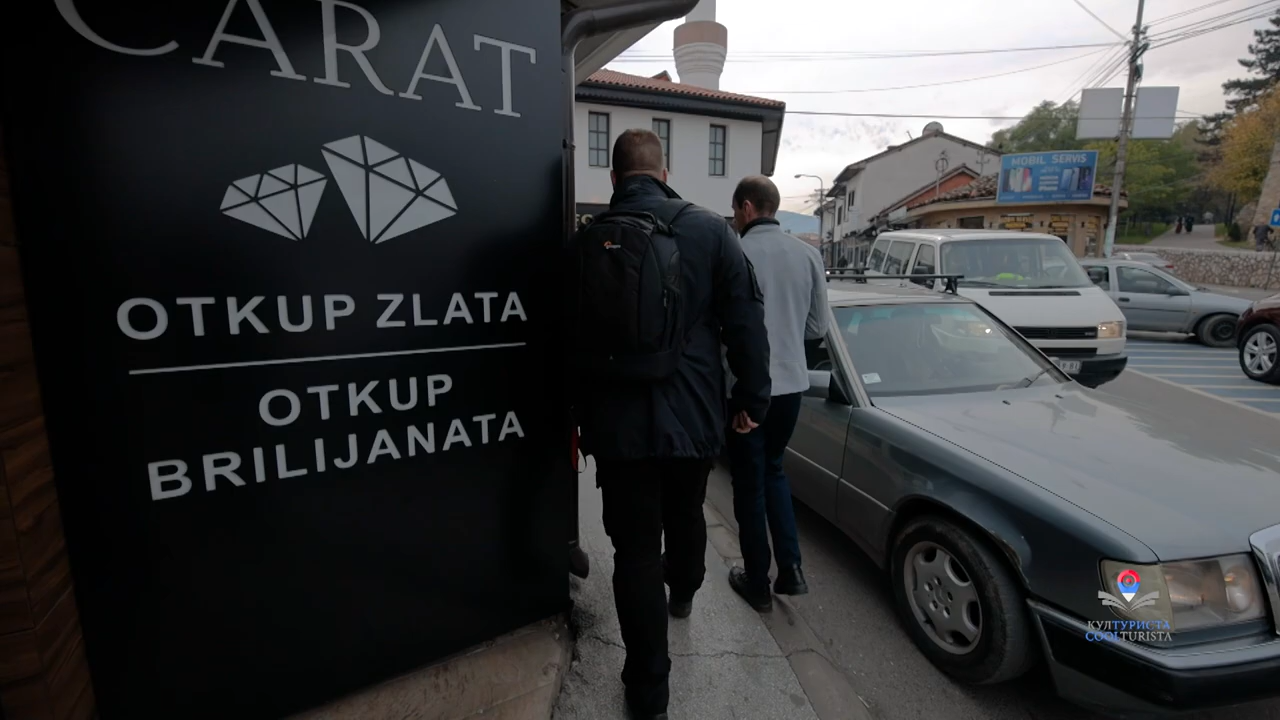 CARAT
OTKUP ZLATA
OTKUP
BRILIJANATA
MOBIL SERVIS
КУЛТУРИСТА
COOLTURISTA